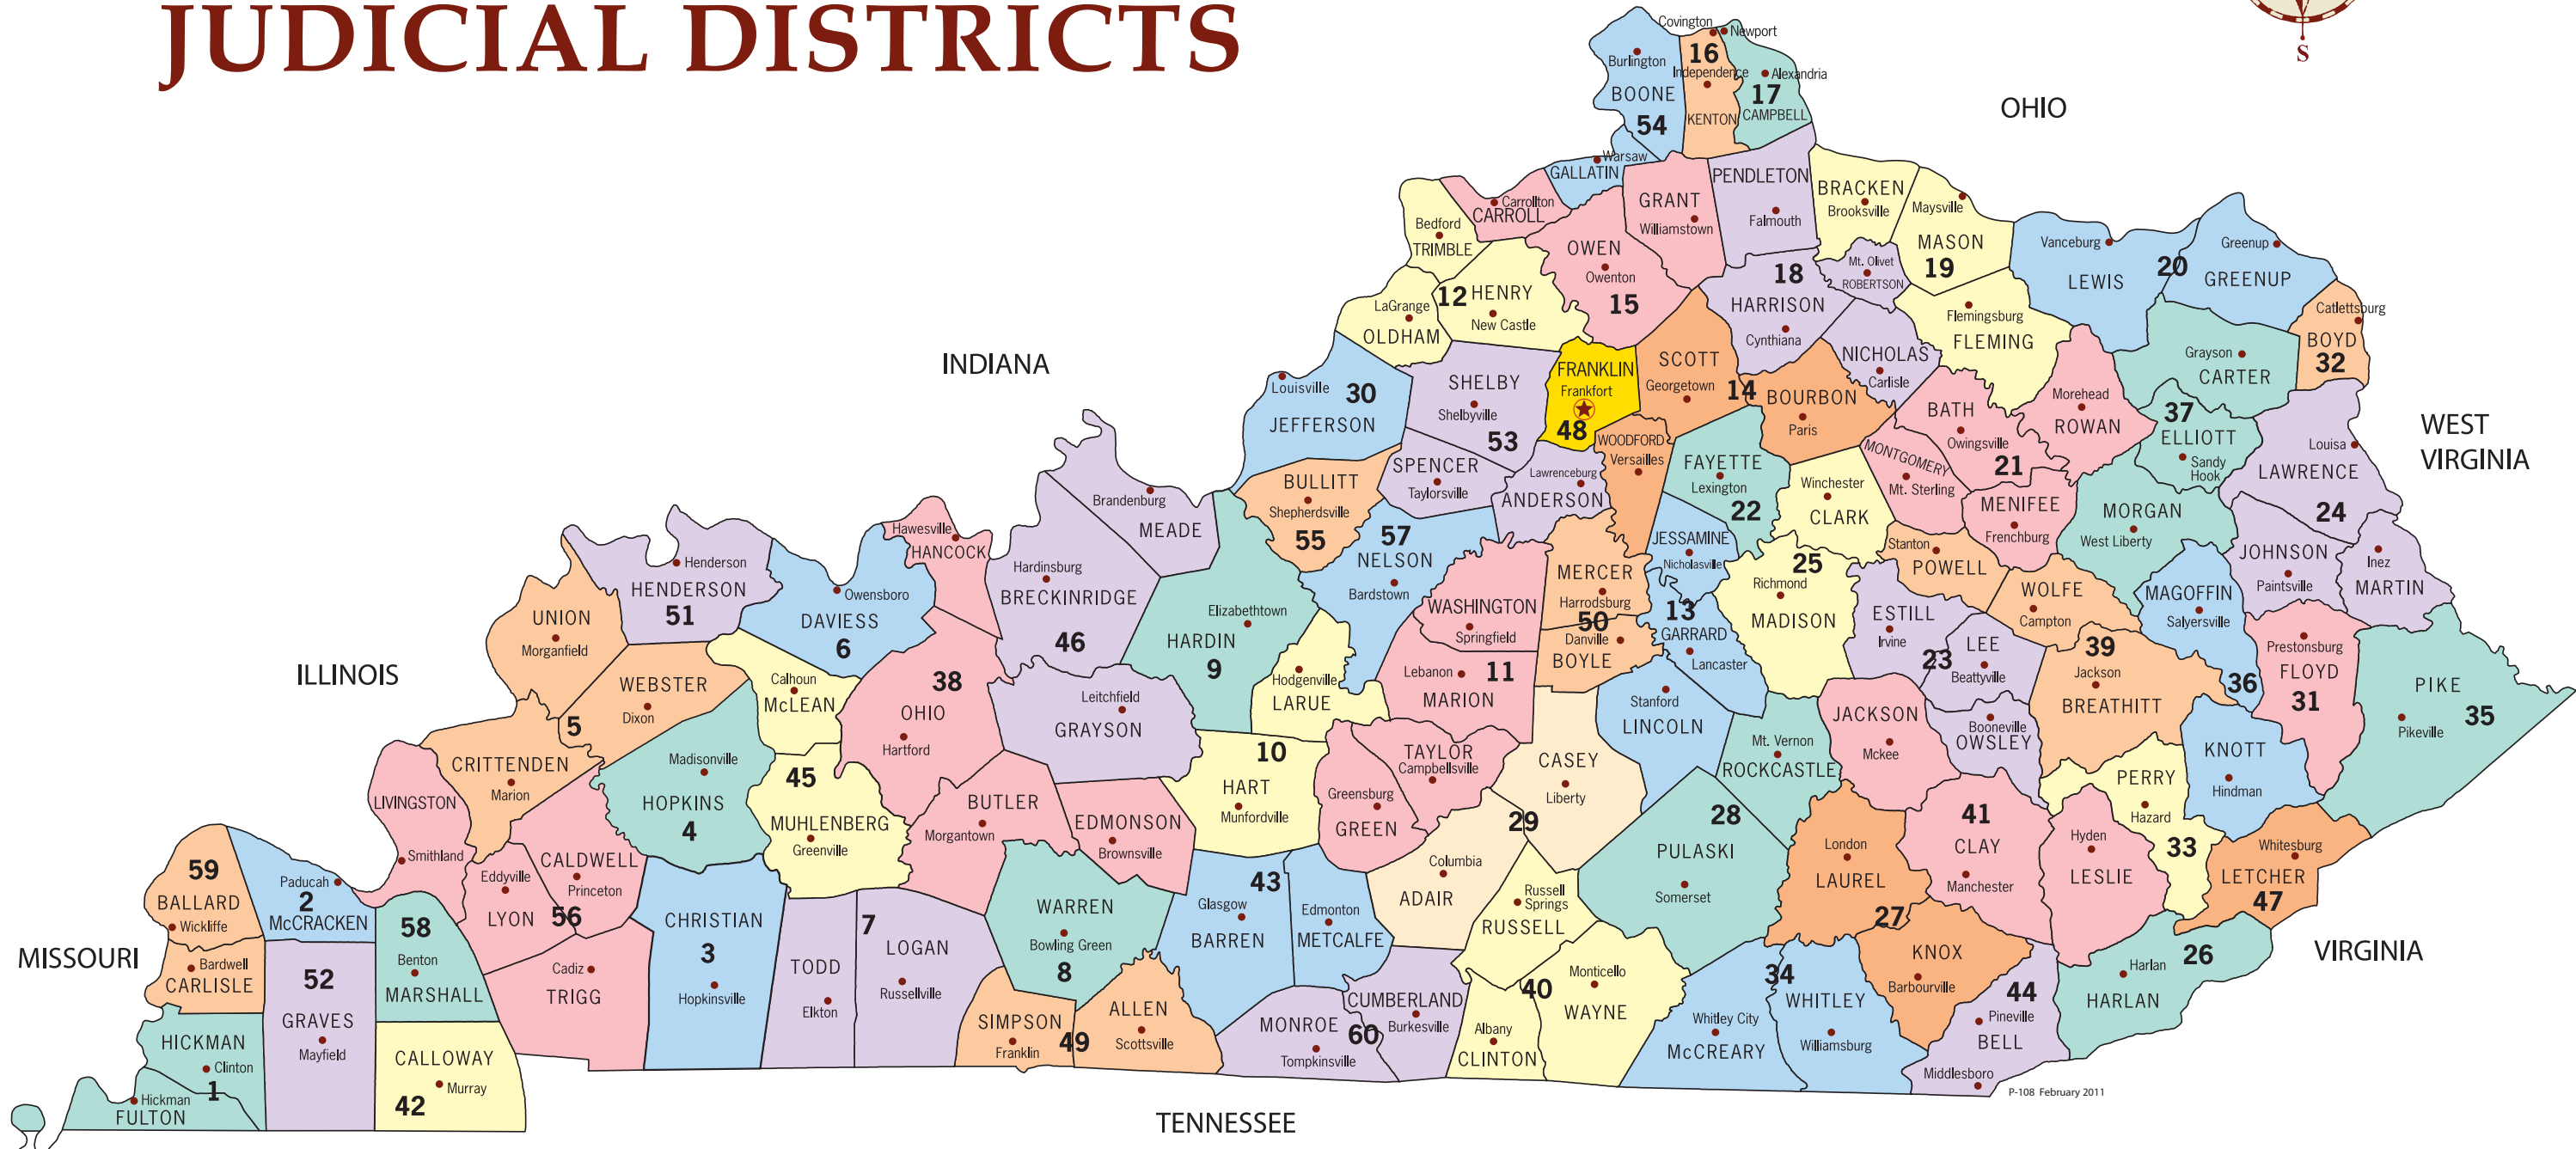 JUDICIAL DISTRICTS
S
OHIO
INDIANA
ILLINOIS
MISSOURI
TENNESSEE
VIRGINIA
WEST
VIRGINIA
Covington
Newport
Burlington
BOONE
54
16
Independence
KENTON
Alexandria
17
CAMPBELL
Warsaw
GALLATIN
Carrollton
CARROLL
Bedford
TRIMBLE
GRANT
Williamstown
PENDLETON
Falmouth
BRACKEN
Brooksville
Maysville
MASON
19
Mt. Olivet
ROBERTSON
Vanceburg
LEWIS
20
Greenup
GREENUP
OWEN
Owenton
15
18
HARRISON
Cynthiana
LaGrange
OLDHAM
12
HENRY
New Castle
Flemingsburg
FLEMING
Catlettsburg
BOYD
32
Grayson
CARTER
Louisville
30
JEFFERSON
SHELBY
Shelbyville
53
FRANKLIN
Frankfort
48
SCOTT
Georgetown
14
BOURBON
Paris
NICHOLAS
Carlisle
BATH
Owingsville
21
Morehead
ROWAN
37
ELLIOTT
Sandy
Hook
Louisa
LAWRENCE
24
WOODFORD
Versailles
FAYETTE
Lexington
22
MONTGOMERY
Mt. Sterling
MENIFEE
Frenchburg
MORGAN
West Liberty
BULLITT
Shepherdsville
55
SPENCER
Taylorsville
Lawrenceburg
ANDERSON
Winchester
CLARK
JOHNSON
Paintsville
Inez
MARTIN
Brandenburg
MEADE
57
NELSON
Bardstown
JESSAMINE
Nicholasville
25
Richmond
MADISON
Stanton
POWELL
WOLFE
Campton
MAGOFFIN
Salyersville
Hawesville
HANCOCK
Hardinsburg
BRECKINRIDGE
46
Elizabethtown
HARDIN
9
WASHINGTON
Springfield
MERCER
Harrodsburg
50
Danville
BOYLE
13
GARRARD
Lancaster
ESTILL
Irvine
23
LEE
Beattyville
39
Jackson
BREATHITT
36
Prestonsburg
FLOYD
31
PIKE
Pikeville
35
Henderson
HENDERSON
51
Owensboro
DAVIESS
6
UNION
Morganfield
WEBSTER
Dixon
5
Calhoun
McLEAN
38
OHIO
Hartford
Leitchfield
GRAYSON
Hodgenville
LARUE
Lebanon
11
MARION
Stanford
LINCOLN
Mt. Vernon
ROCKCASTLE
JACKSON
Mckee
Booneville
OWSLEY
KNOTT
Hindman
CRITTENDEN
Marion
Madisonville
HOPKINS
4
45
MUHLENBERG
Greenville
BUTLER
Morgantown
EDMONSON
Brownsville
10
HART
Munfordville
Greensburg
GREEN
TAYLOR
Campbellsville
CASEY
Liberty
29
28
PULASKI
Somerset
London
LAUREL
27
41
CLAY
Manchester
PERRY
Hazard
33
Hyden
LESLIE
Whitesburg
LETCHER
47
LIVINGSTON
Smithland
59
BALLARD
Wickliffe
Paducah
2
McCRACKEN
58
Benton
MARSHALL
Eddyville
LYON
56
CALDWELL
Princeton
Cadiz
TRIGG
CHRISTIAN
3
Hopkinsville
TODD
Elkton
7
LOGAN
Russellville
WARREN
Bowling Green
8
43
Glasgow
BARREN
Edmonton
METCALFE
Columbia
ADAIR
Russell
Springs
RUSSELL
Bardwell
CARLISLE
52
GRAVES
Mayfield
HICKMAN
Clinton
1
Hickman
FULTON
CALLOWAY
Murray
42
SIMPSON
Franklin
49
ALLEN
Scottsville
MONROE
Tompkinsville
60
CUMBERLAND
Burkesville
40
Albany
CLINTON
Monticello
WAYNE
34
Whitley City
McCREARY
WHITLEY
Williamsburg
KNOX
Barbourville
44
Pineville
BELL
Middlesboro
26
Harlan
HARLAN
P-108 February 2011